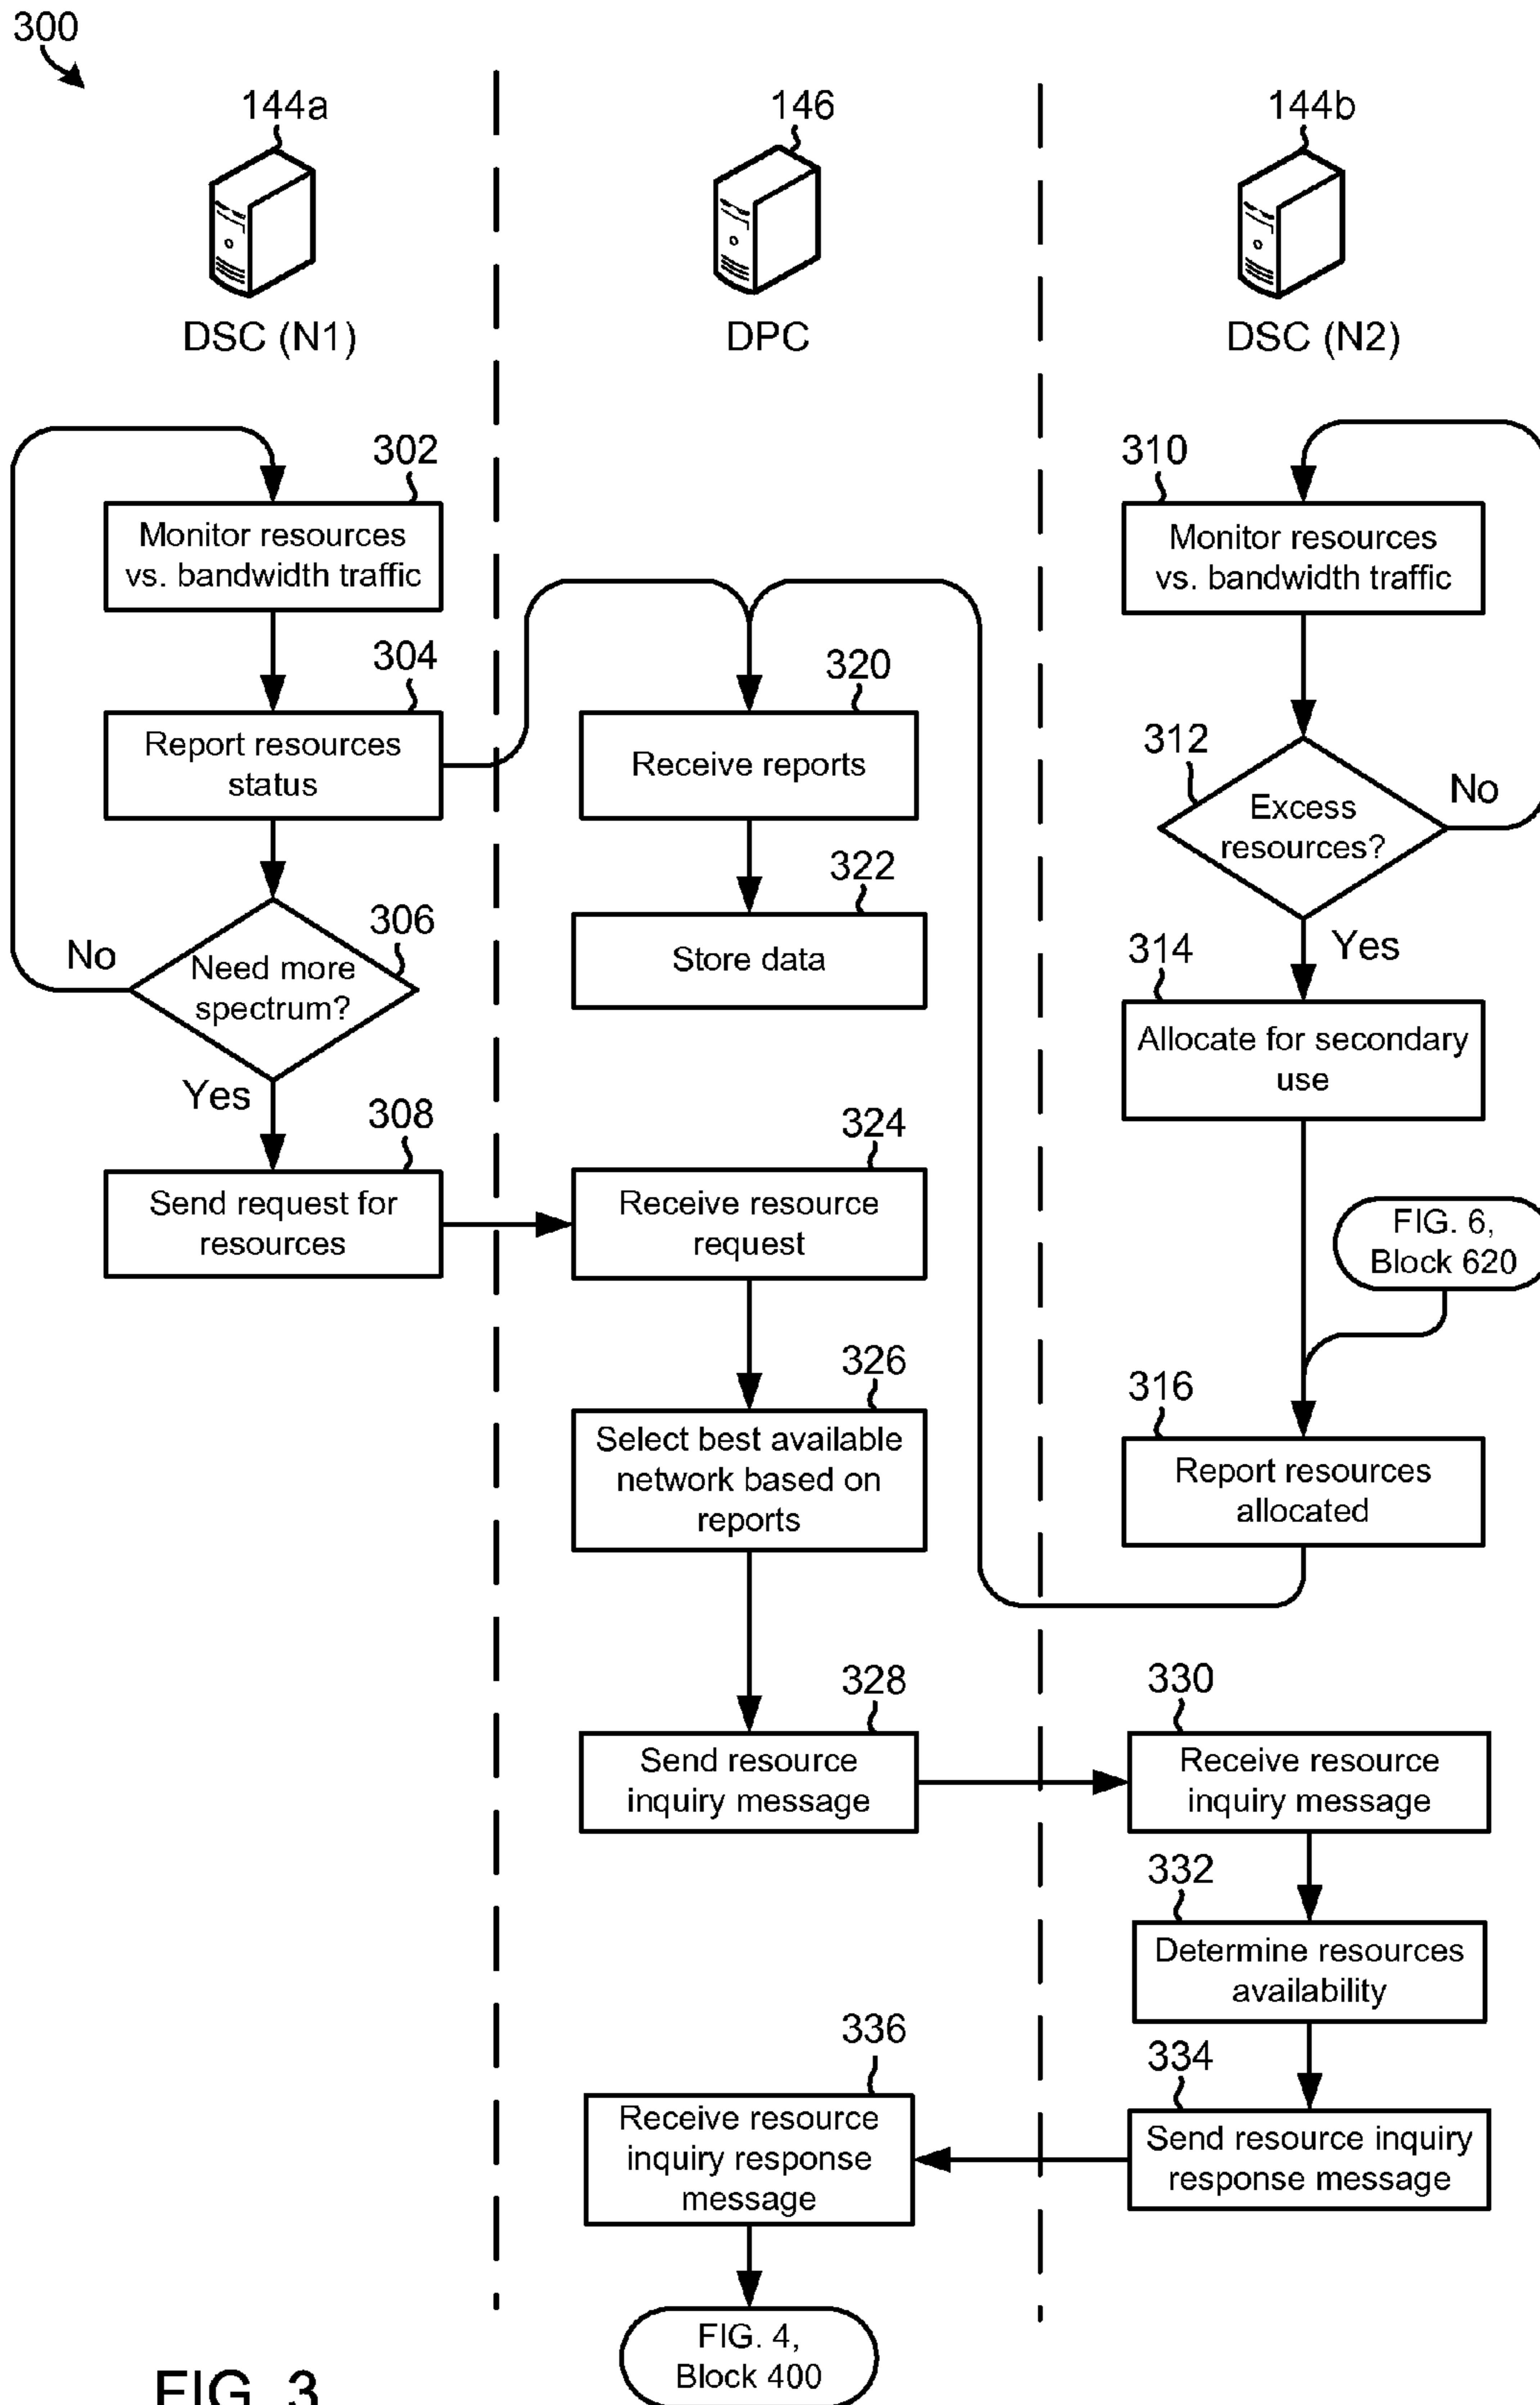 300
144a
146
144b
DSC (N1)
DPC
DSC (N2)
302
Monitor resources
vs. bandwidth traffic
304
Report resources
status
306
Need more
spectrum?
No
Yes
308
Send request for
resources
320
Receive reports
322
Store data
324
Receive resource
request
326
Select best available
network based on
reports
328
Send resource
inquiry message
336
Receive resource
inquiry response
message
FIG. 4,
Block 400
310
Monitor resources
vs. bandwidth traffic
312
Excess
resources?
No
Yes
314
Allocate for secondary
use
FIG. 6,
Block 620
316
Report resources
allocated
330
Receive resource
inquiry message
332
Determine resources
availability
334
Send resource inquiry
response message
FIG. 3